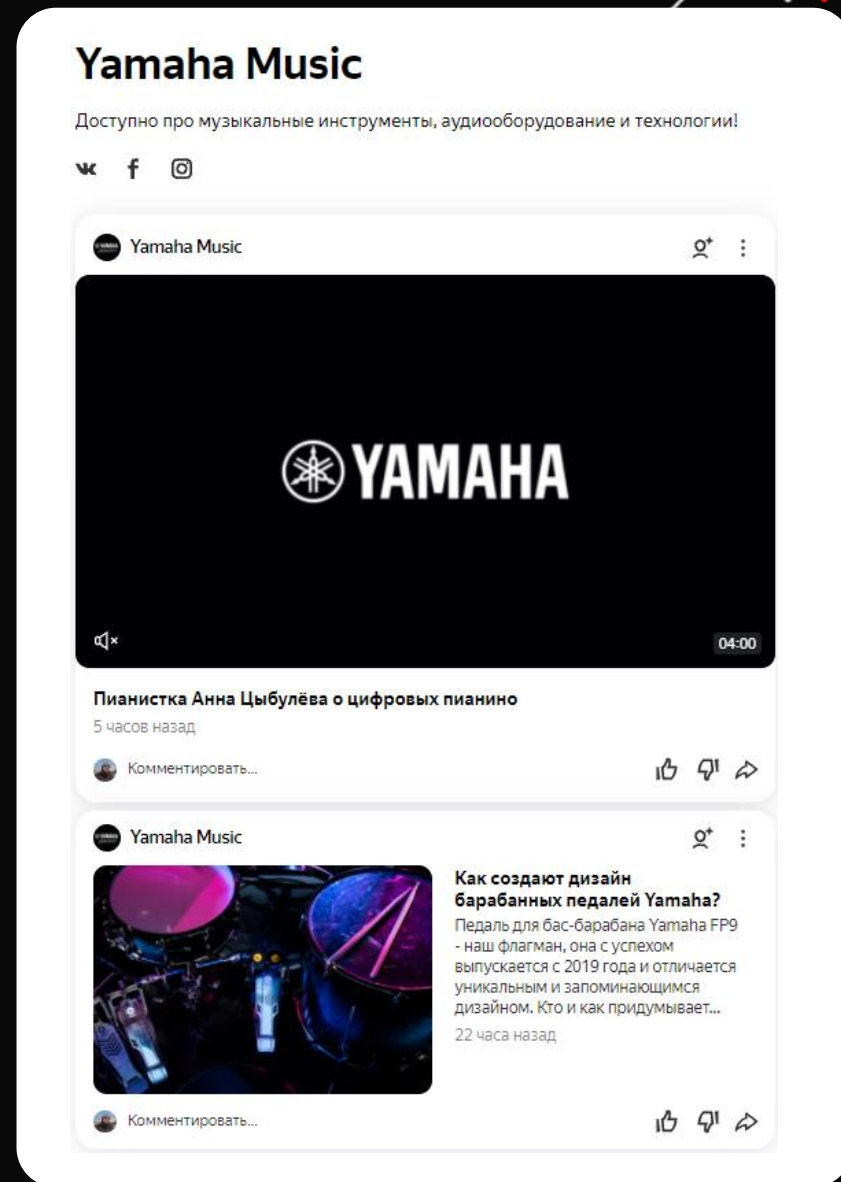 Yamaha Music
Доступно про музыкальные инструменты, аудиооборудование и технологии!
Yamaha Music
YAMAHA
04:00
Пианистка Анна Цыбулёва о цифровых пианино
5 часов назад
Комментировать...
Yamaha Music
Как создают дизайн
барабанных педалей Yamaha?
Педаль для бас-барабана Yamaha FP9
- наш флагман, она с успехом
выпускается с 2019 года и отличается
уникальным и запоминающимся
дизайном. Кто и как придумывает...
22 часа назад
Комментировать...